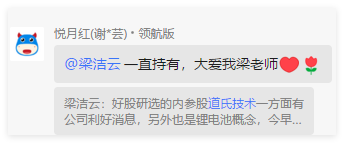 悦月红(谢*芸)·领航版
@梁洁云 一直持有，大爱我梁老师❤️🌹
梁洁云：好股研选的内参股道氏技术一方面有
公司利好消息，另外也是锂电池概念，今早...